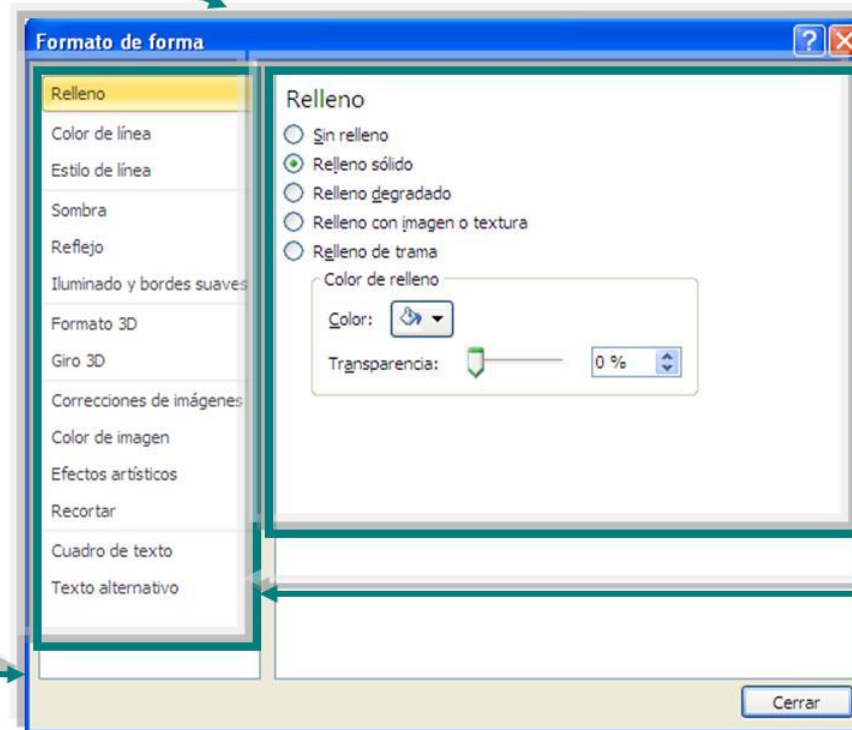 Formato de forma
Relleno
Color de línea
Estilo de línea
Sombra
Reflejo
Iluminado y bordes suaves
Formato 3D
Giro 3D
Correcciones de imágenes
Color de imagen
Efectos artísticos
Recortar
Cuadro de texto
Texto alternativo
Relleno
Sin relleno
Relleno sólido
Relleno degradado
Relleno con imagen o textura
Relleno de trama
Color de relleno
Color:
Transparencia: 0 %
Cerrar